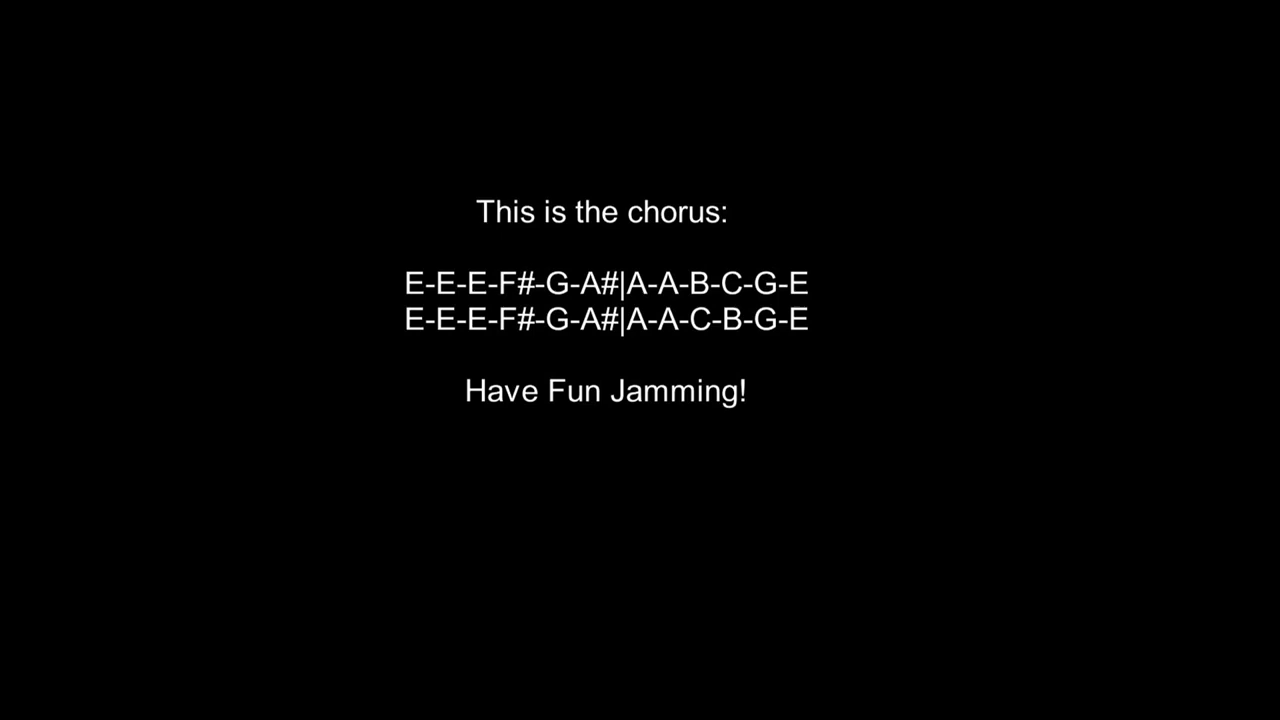 This is the chorus:
E-E-E-F#-G-A#|A-A-B-C-G-E
E-E-E-F#-G-A#|A-A-C-B-G-E
Have Fun Jamming!